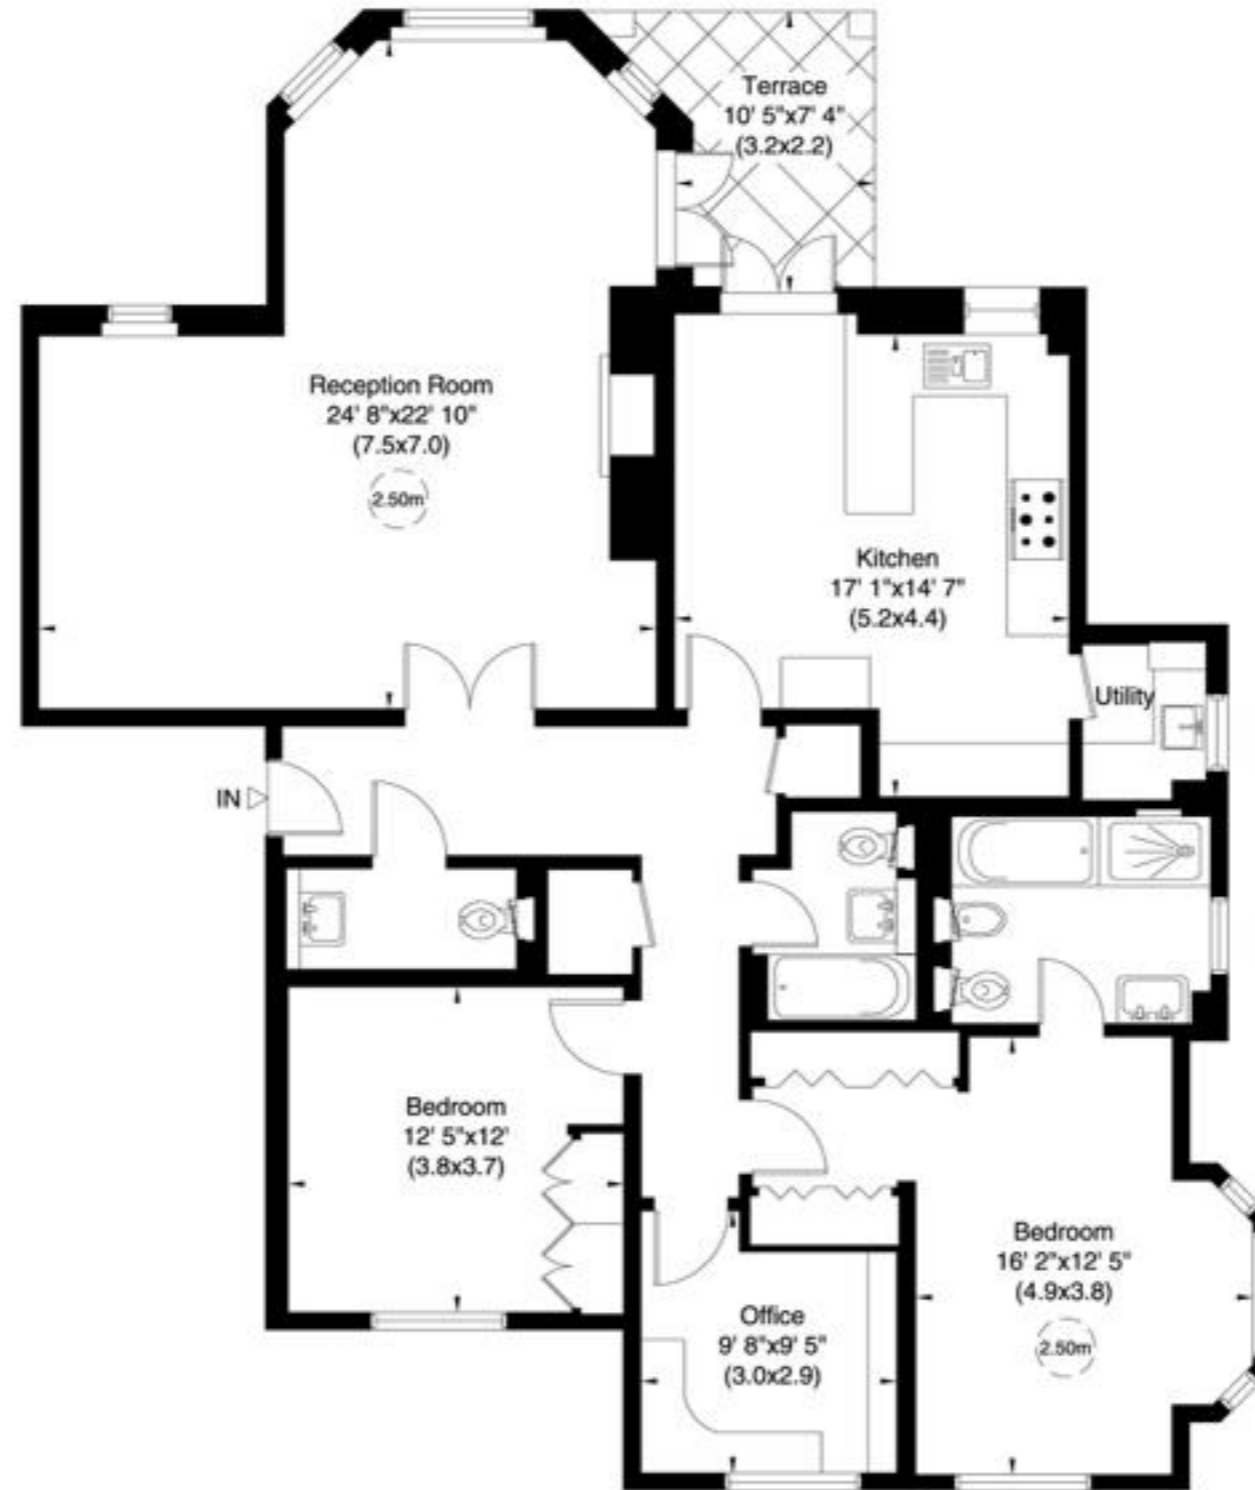 Terrace
10' 5"x7' 4"
(3.2x2.2)
Reception Room
24' 8"x22' 10"
(7.5x7.0)
2.50m
Kitchen
17' 1"x14' 7"
(5.2x4.4)
Utility
IN
Bedroom
12' 5"x12'
(3.8x3.7)
Bedroom
16' 2"x12' 5"
(4.9x3.8)
2.50m
Office
9' 8"x9' 5"
(3.0x2.9)